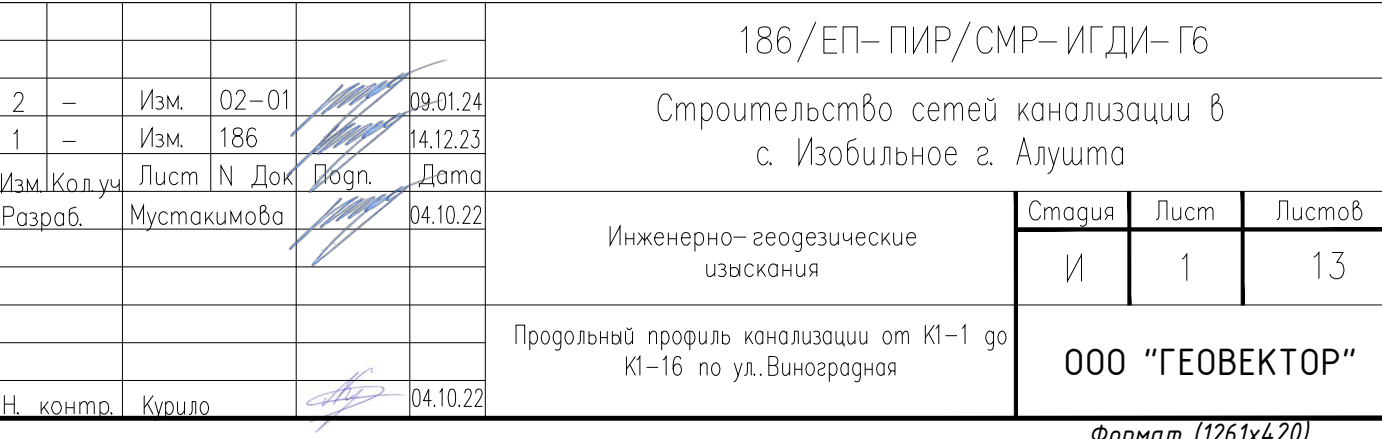 186/ЕП-ПИР/СМР-ИГДИ-Г6
2 – Изм. 02-01 09.01.24
1 – Изм. 186 14.12.23
Изм. Кол.уч Лист N Док Подп. Дата
Строительство сетей канализации в
с. Изобильное г. Алушта
Разраб. Мустакимова 04.10.22
Инженерно-геодезические
изыскания
Стадия Лист Листов
И 1 13
Продольный профиль канализации от К1-1 до
К1-16 по ул..Виноградная
ООО "ГЕОВЕКТОР"
Н. контр. Курило 04.10.22
Формат (1261х420)